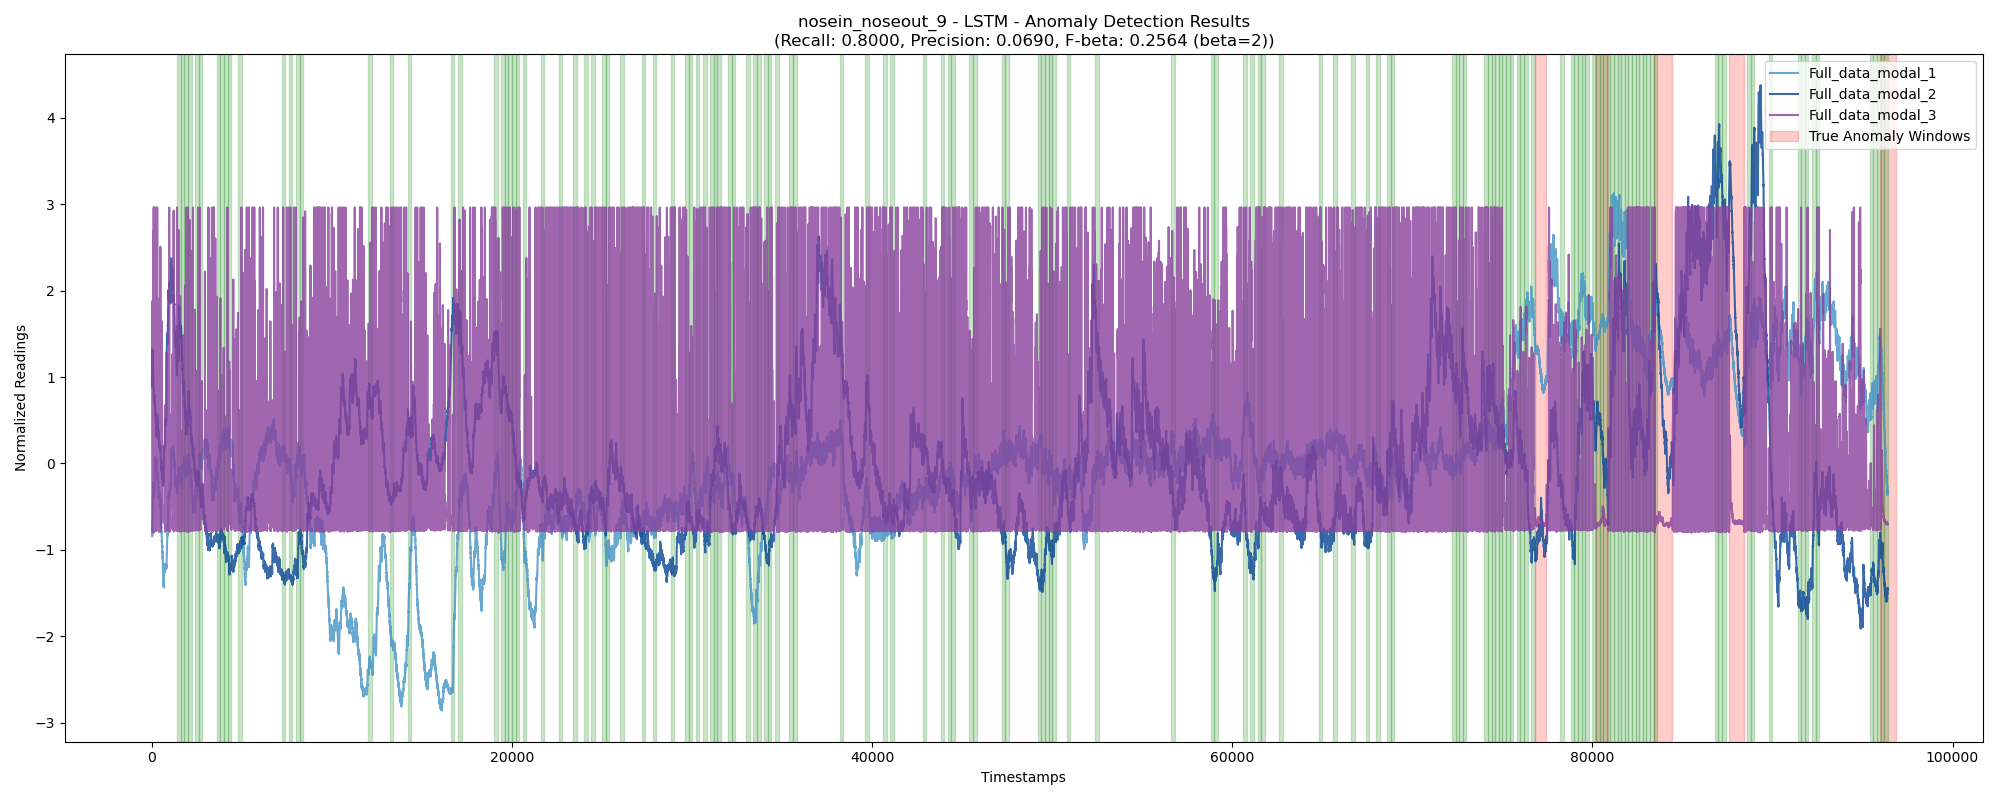 nosein_noseout_9 - LSTM - Anomaly Detection Results
(Recall: 0.8000, Precision: 0.0690, F-beta: 0.2564 (beta=2))
Full_data_modal_1
Full_data_modal_2
Full_data_modal_3
True Anomaly Windows
Normalized Readings
4
3
2
1
0
−1
−2
−3
0
20000
40000
60000
80000
100000
Timestamps